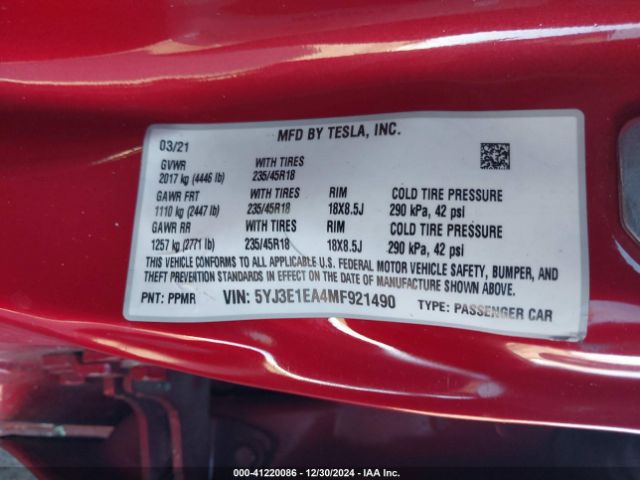 MFD BY TESLA, INC.
03/21
GVWR WITH TIRES
2017 kg (4446 lb) 235/45R18
GAWR FRT WITH TIRES RIM COLD TIRE PRESSURE
1110 kg (2447 lb) 235/45R18 18X8.5J 290 kPa, 42 psi
GAWR RR WITH TIRES RIM COLD TIRE PRESSURE
1257 kg (2771 lb) 235/45R18 18X8.5J 290 kPa, 42 psi
THIS VEHICLE CONFORMS TO ALL APPLICABLE U.S. FEDERAL MOTOR VEHICLE SAFETY, BUMPER, AND
THEFT PREVENTION STANDARDS IN EFFECT ON THE DATE OF MANUFACTURE SHOWN ABOVE.
PNT: PPMR VIN: 5YJ3E1EA4MF921490 TYPE: PASSENGER CAR
000-41220086 - 12/30/2024 - IAA Inc.